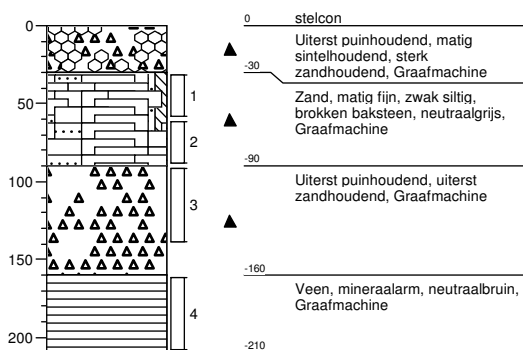 0
50
100
150
200
1
2
3
4
0
stelcon
Uiterst puinhoudend, matig
sintelhoudend, sterk
zandhoudend, Graafmachine
-30
Zand, matig fijn, zwak siltig,
brokken baksteen, neutraalgrijs,
Graafmachine
-90
Uiterst puinhoudend, uiterst
zandhoudend, Graafmachine
-160
Veen, mineraalarm, neutraalbruin,
Graafmachine
-210